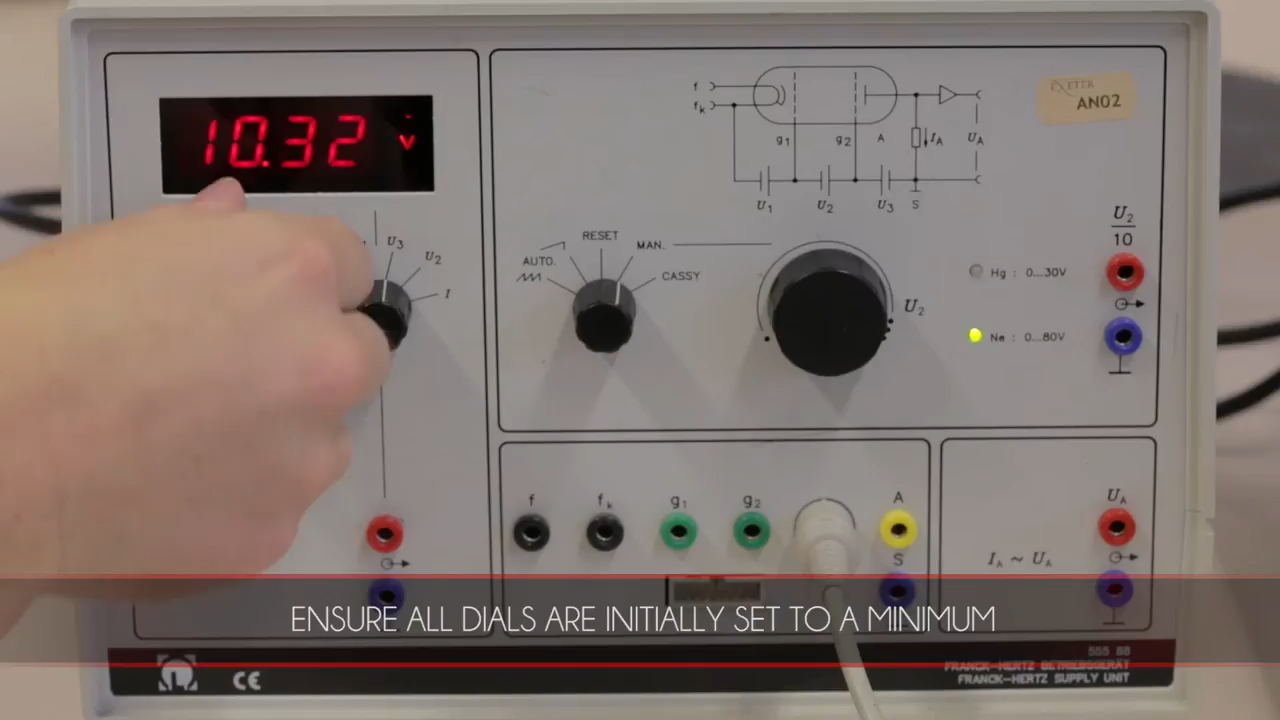 10.32 v
f
fk
g1 g2 A
IA
UA
U1 U2 U3 S
EXETER
AN02
U3
U2
I
RESET
AUTO.
MAN.
CASSY
U2
Hg : 0...30V
Ne : 0...80V
U2
10
f fk g1 g2 A
S
UA
IA ~ UA
ENSURE ALL DIALS ARE INITIALLY SET TO A MINIMUM
555 88
FRANCK-HERTZ BETRIEBSGERÄT
FRANCK-HERTZ SUPPLY UNIT
L CE